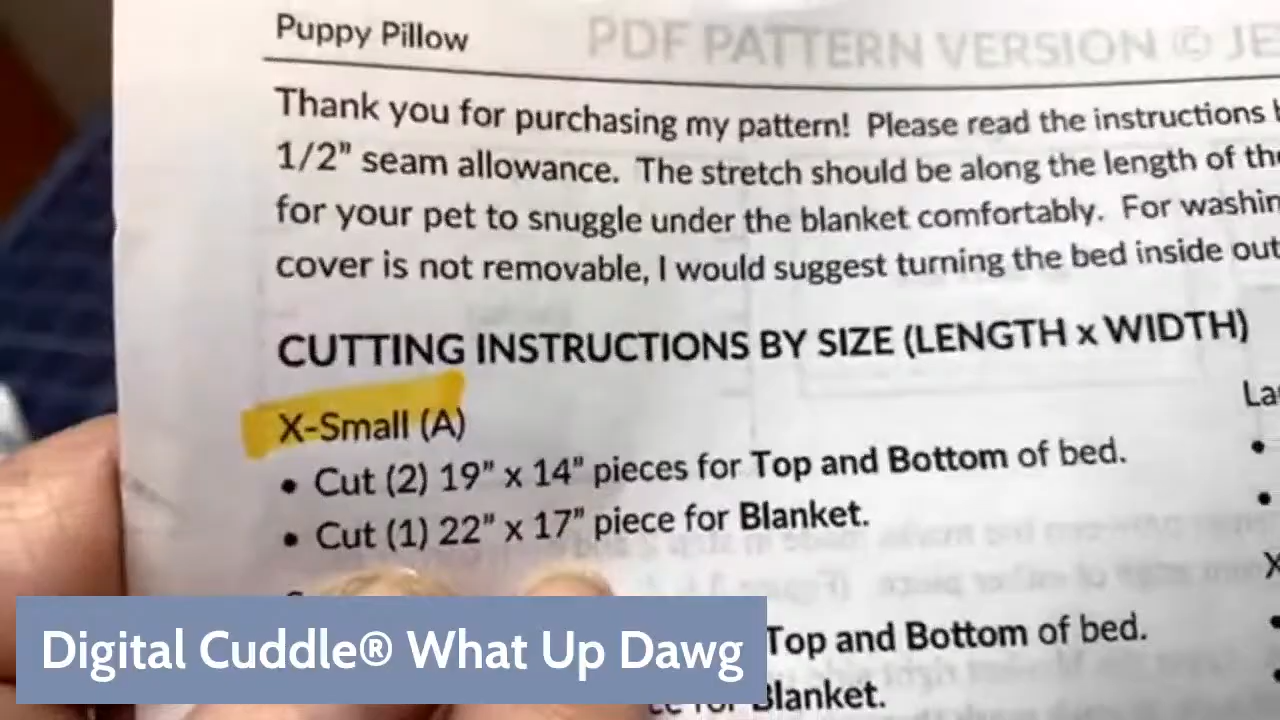 Puppy Pillow
PDF PATTERN VERSION ©
Thank you for purchasing my pattern!  Please read the instructions
1/2" seam allowance.  The stretch should be along the length of
for your pet to snuggle under the blanket comfortably.  For
cover is not removable, I would suggest turning the bed inside out
CUTTING INSTRUCTIONS BY SIZE (LENGTH x WIDTH)
X-Small (A)
• Cut (2) 19" x 14" pieces for Top and Bottom of bed.
• Cut (1) 22" x 17" piece for Blanket.
Top and Bottom of bed.
for Blanket.
Digital Cuddle® What Up Dawg